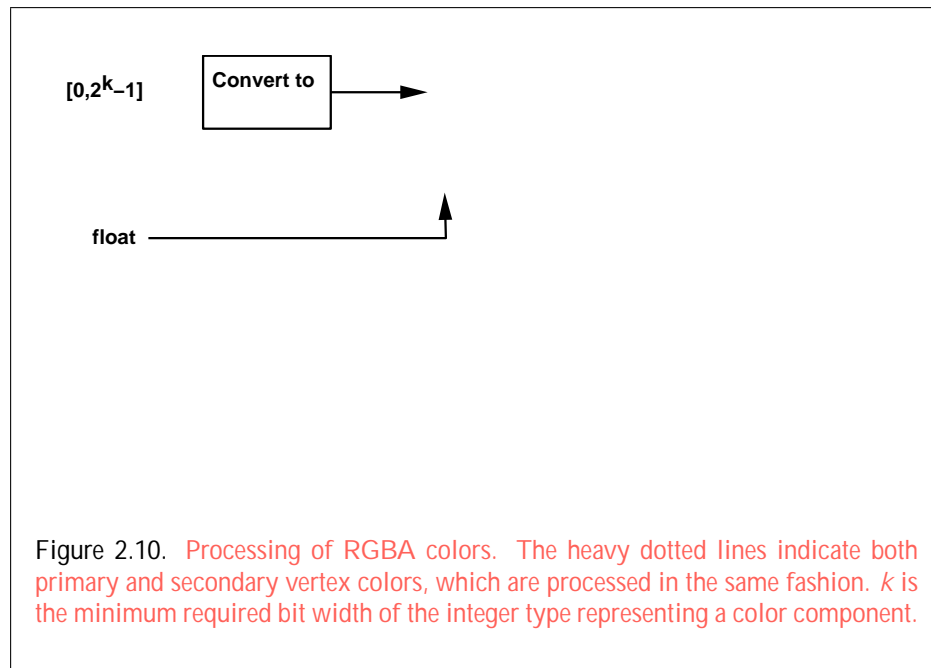 [0,2^k–1]
Convert to
float
Figure 2.10. Processing of RGBA colors. The heavy dotted lines indicate both
primary and secondary vertex colors, which are processed in the same fashion. k is
the minimum required bit width of the integer type representing a color component.